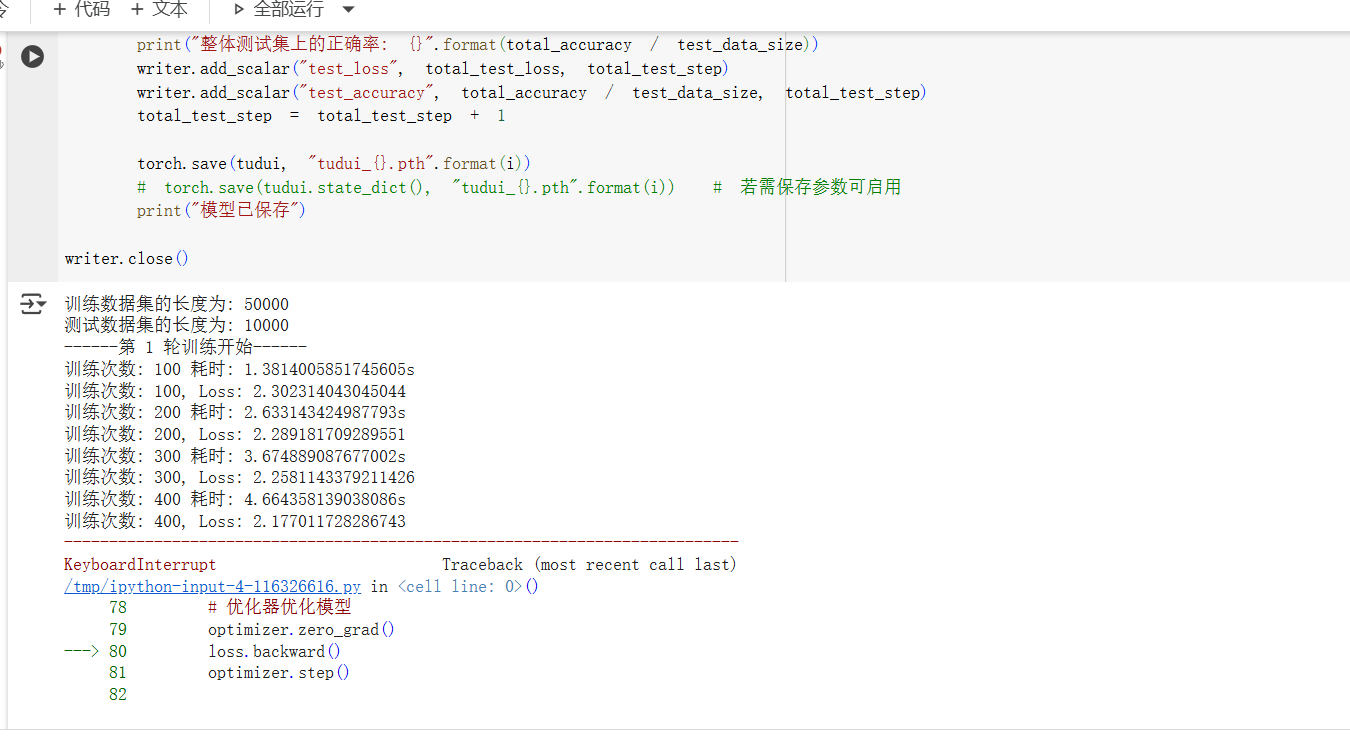 + 代码 + 文本 全部运行
print("整体测试集上的正确率: {}".format(total_accuracy / test_data_size))
writer.add_scalar("test_loss", total_test_loss, total_test_step)
writer.add_scalar("test_accuracy", total_accuracy / test_data_size, total_test_step)
total_test_step = total_test_step + 1
torch.save(tudui, "tudui_{}.pth".format(i))
# torch.save(tudui.state_dict(), "tudui_{}.pth".format(i)) # 若需保存参数可启用
print("模型已保存")
writer.close()
训练数据集的长度为: 50000
测试数据集的长度为: 10000
------第 1 轮训练开始------
训练次数: 100 耗时: 1.3814005851745605s
训练次数: 100, Loss: 2.302314043045044
训练次数: 200 耗时: 2.633143424987793s
训练次数: 200, Loss: 2.289181709289551
训练次数: 300 耗时: 3.674889087677002s
训练次数: 300, Loss: 2.2581143379211426
训练次数: 400 耗时: 4.664358139038086s
训练次数: 400, Loss: 2.177011728286743
---------------------------------------------------------------------------
KeyboardInterrupt Traceback (most recent call last)
/tmp/ipython-input-4-116326616.py in <cell line: 0>()
78 # 优化器优化模型
79 optimizer.zero_grad()
---> 80 loss.backward()
81 optimizer.step()
82